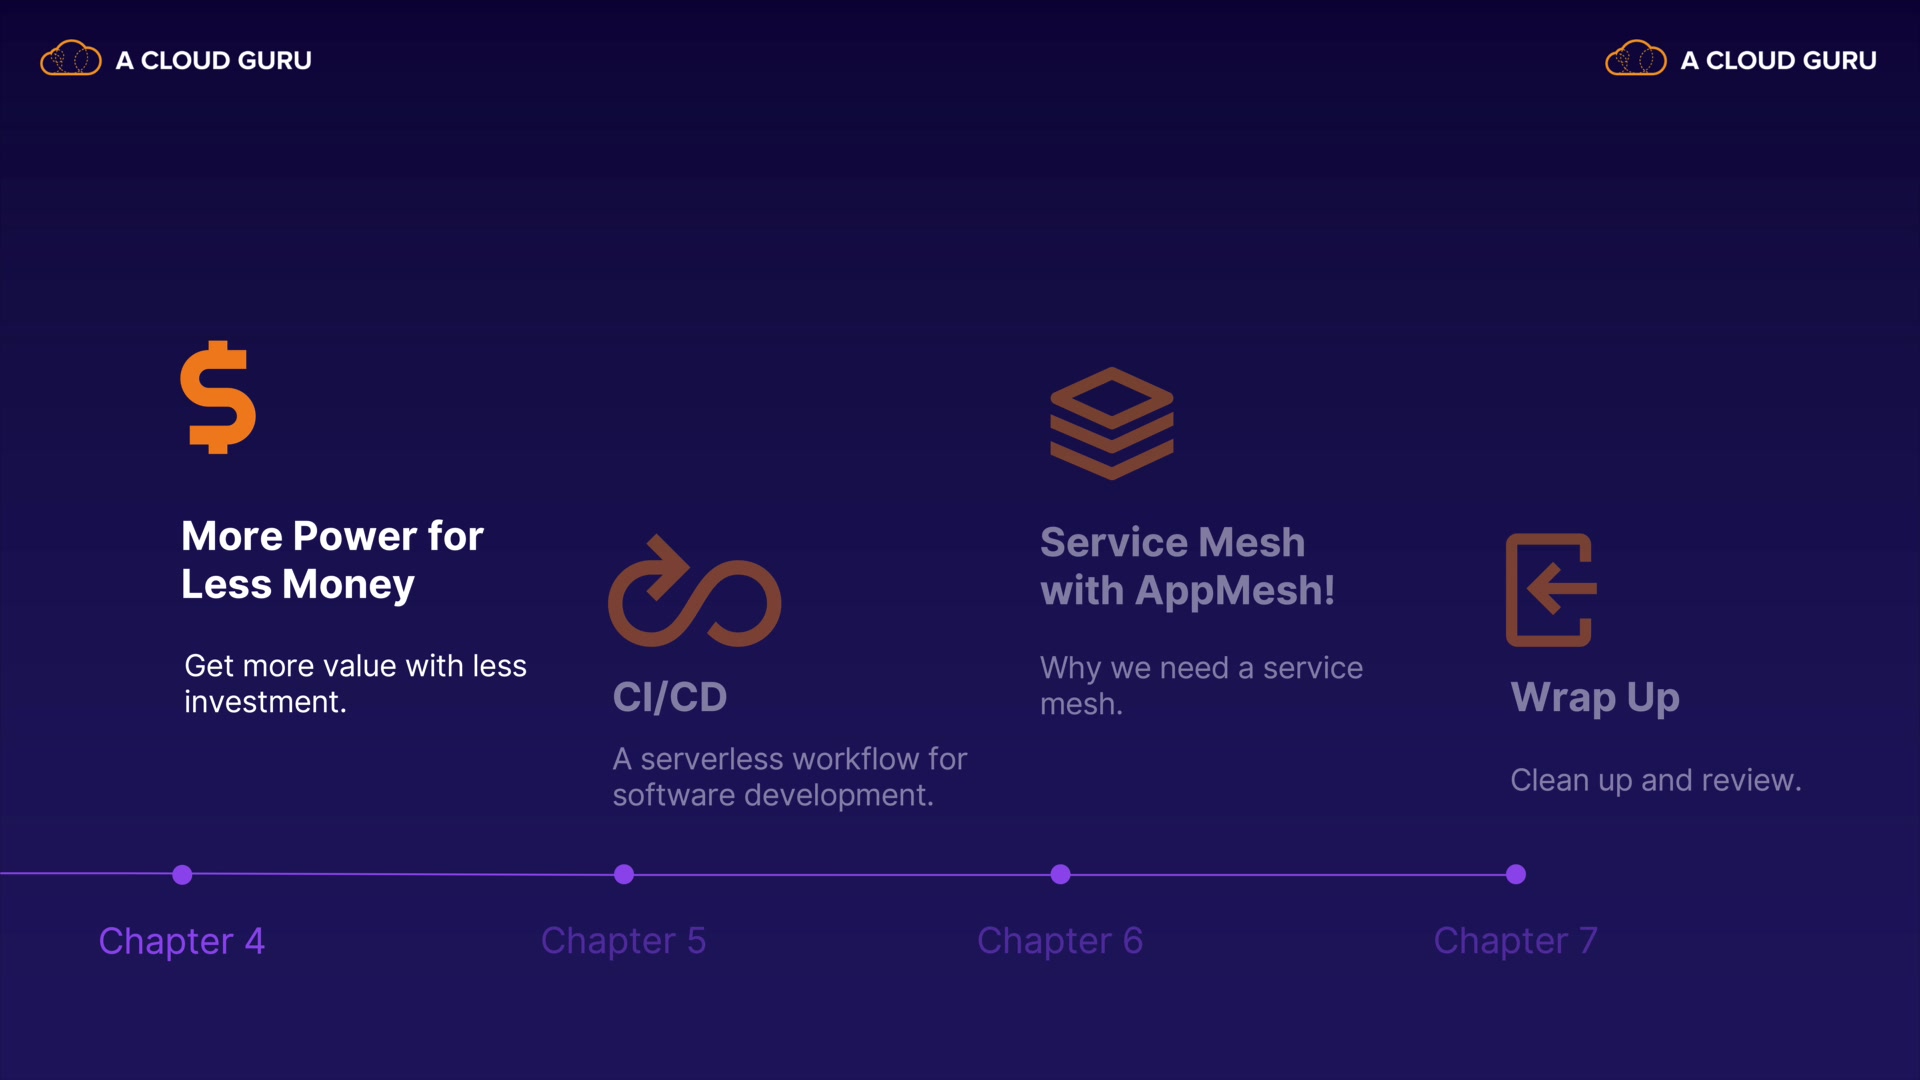 A CLOUD GURU
A CLOUD GURU
More Power for
Less Money
Get more value with less
investment.
CI/CD
A serverless workflow for
software development.
Service Mesh
with AppMesh!
Why we need a service
mesh.
Wrap Up
Clean up and review.
Chapter 4
Chapter 5
Chapter 6
Chapter 7